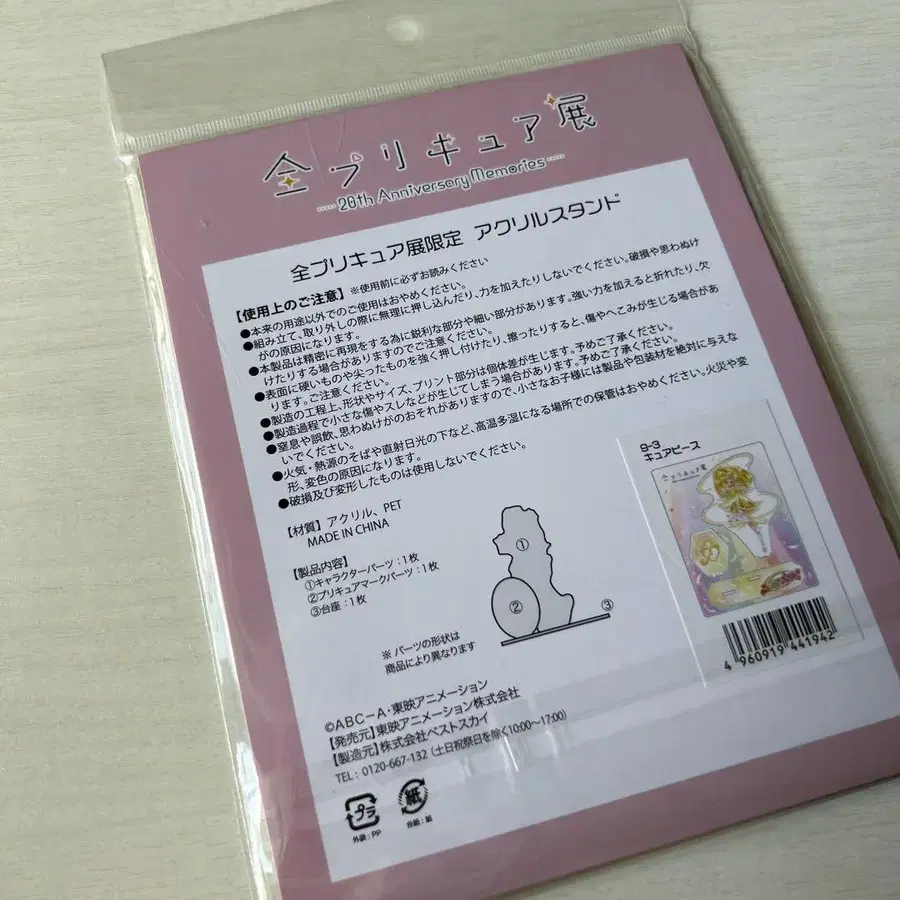 全プリキュア展
20th Anniversary Memories
全プリキュア展限定 アクリルスタンド
【使用上のご注意】※使用前に必ずお読みください
●本来の用途以外でのご使用はおやめください。
●組み立て、取り外しの際に無理に押し込んだり、力を加えたりしないでください。破損や思わぬけ
がの原因になります。
●本製品は精密に再現をする為に鋭利な部分や細い部分があります。強い力を加えると折れたり、欠
けたりする場合がありますのでご注意ください。
●表面に硬いものや尖ったものを強く押し付けたり、擦ったりすると、傷やへこみが生じる場合があ
ります。ご注意ください。
●製造の工程上、形状やサイズ、プリント部分は個体差が生じます。予めご了承ください。
●製造過程で小さな傷やスレなどが生じてしまう場合があります。予めご了承ください。
●窒息や誤飲、思わぬけがのおそれがありますので、小さなお子様には製品や包装材を絶対に与えな
いでください。
●火気・熱源のそばや直射日光の下など、高温多湿になる場所での保管はおやめください。火災や変
形、変色の原因になります。
●破損及び変形したものは使用しないでください。
【材質】アクリル、PET
MADE IN CHINA
【製品内容】
①キャラクターパーツ：1枚
②プリキュアマークパーツ：1枚
③台座：1枚
①
②
③
※ パーツの形状は
商品により異なります
9-3
キュアピース
全プリキュア展
4 960919 441942
©ABC-A・東映アニメーション
【発売元】東映アニメーション株式会社
【製造元】株式会社ベストスカイ
TEL：0120-667-132（土日祝祭日を除く10:00～17:00）
プラ
外袋：PP
紙
台紙：紙